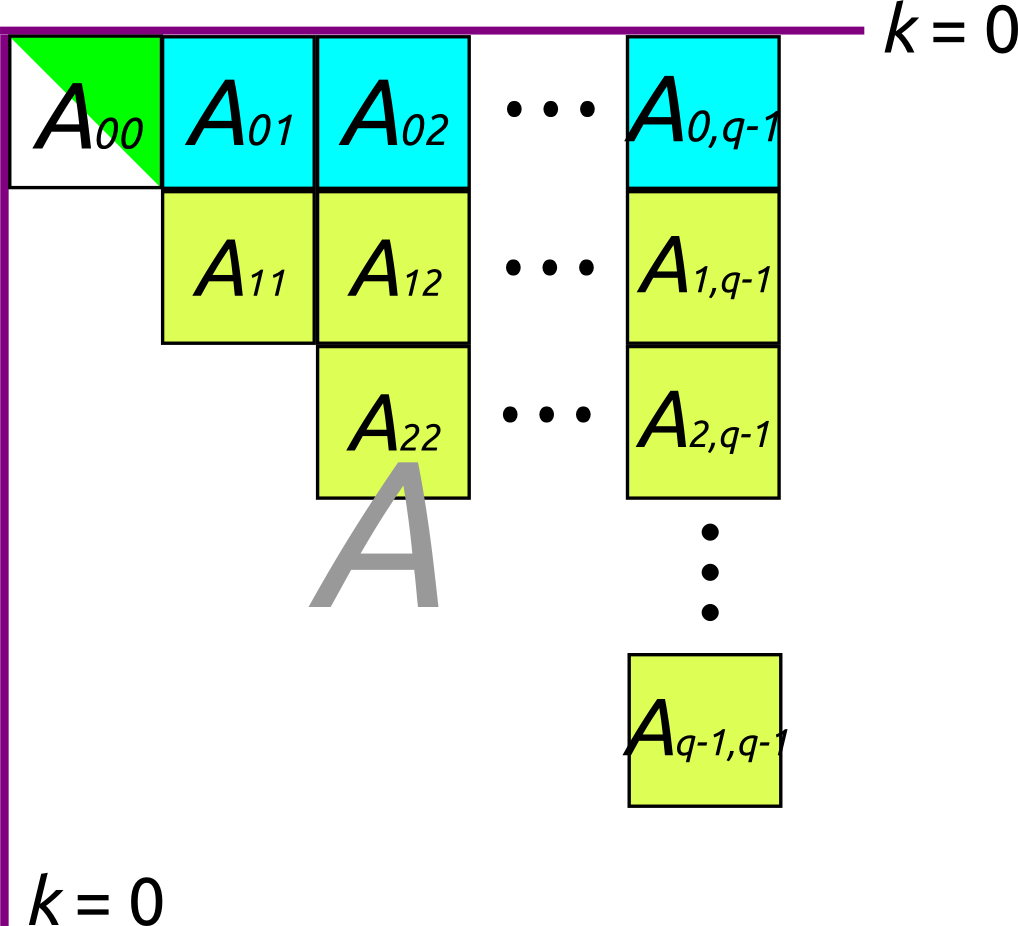 k = 0
A00 A01 A02 ... A0,q-1
A11 A12 ... A1,q-1
A22 ... A2,q-1
A
Aq-1,q-1
k = 0